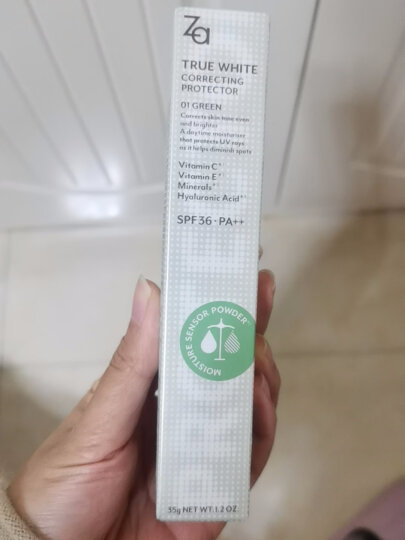 Za
TRUE WHITE
CORRECTING
PROTECTOR
01 GREEN
Corrects skin tone even
and brighter
A daytime moisturiser
that protects UV rays
as it helps diminish spots
Vitamin C*
Vitamin E*
Minerals*
Hyaluronic Acid**
SPF36·PA++
MOISTURE SENSOR POWDER
35g NET WT.1.2 OZ.